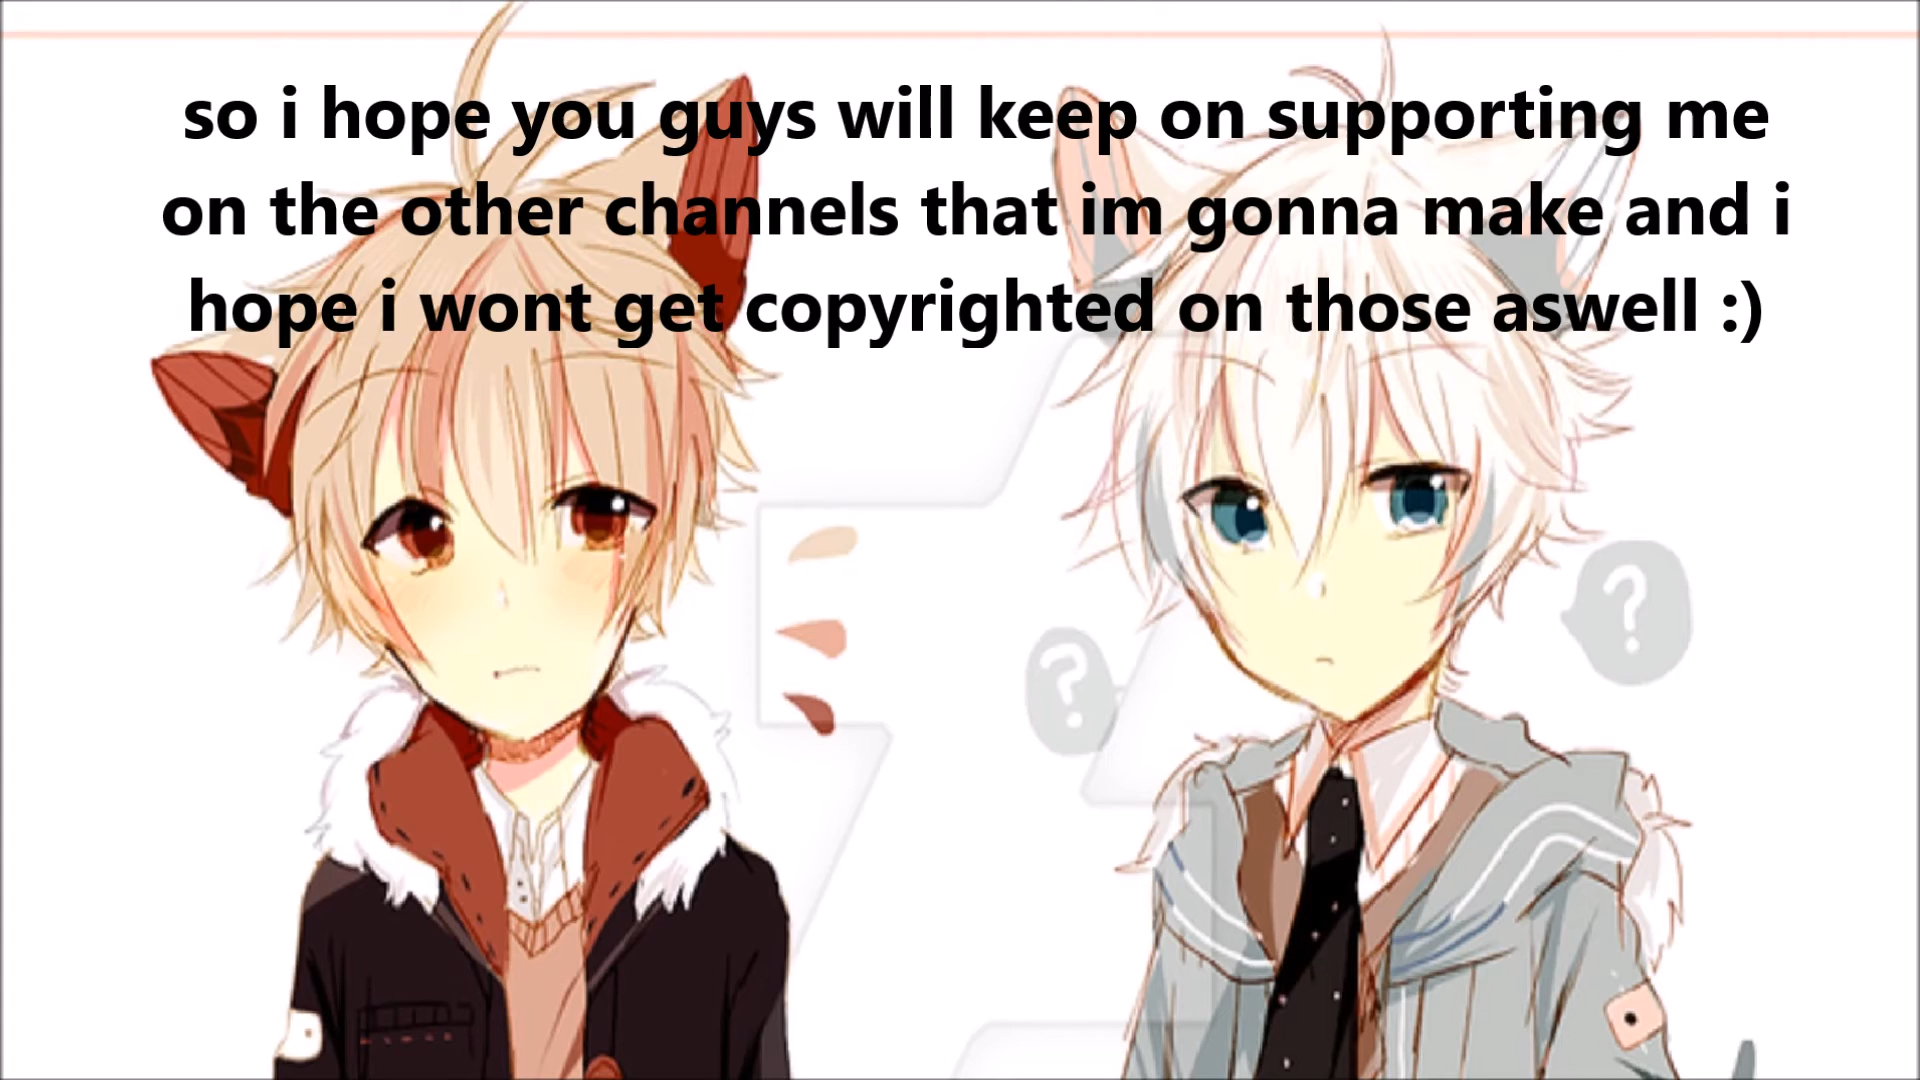 so i hope you guys will keep on supporting me
on the other channels that im gonna make and i
hope i wont get copyrighted on those aswell :)
?
?